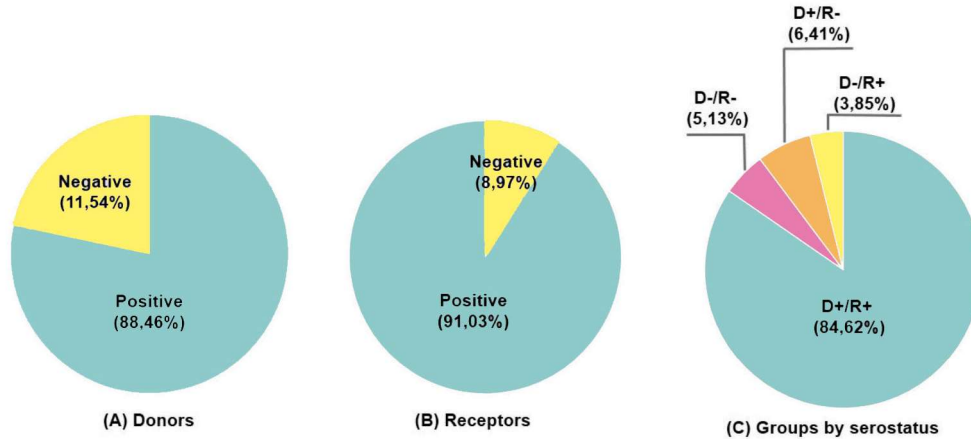 Negative
(11,54%)
Positive
(88,46%)
(A) Donors
Negative
(8,97%)
Positive
(91,03%)
(B) Receptors
D+/R-
(6,41%)
D-/R+
(3,85%)
D-/R-
(5,13%)
D+/R+
(84,62%)
(C) Groups by serostatus